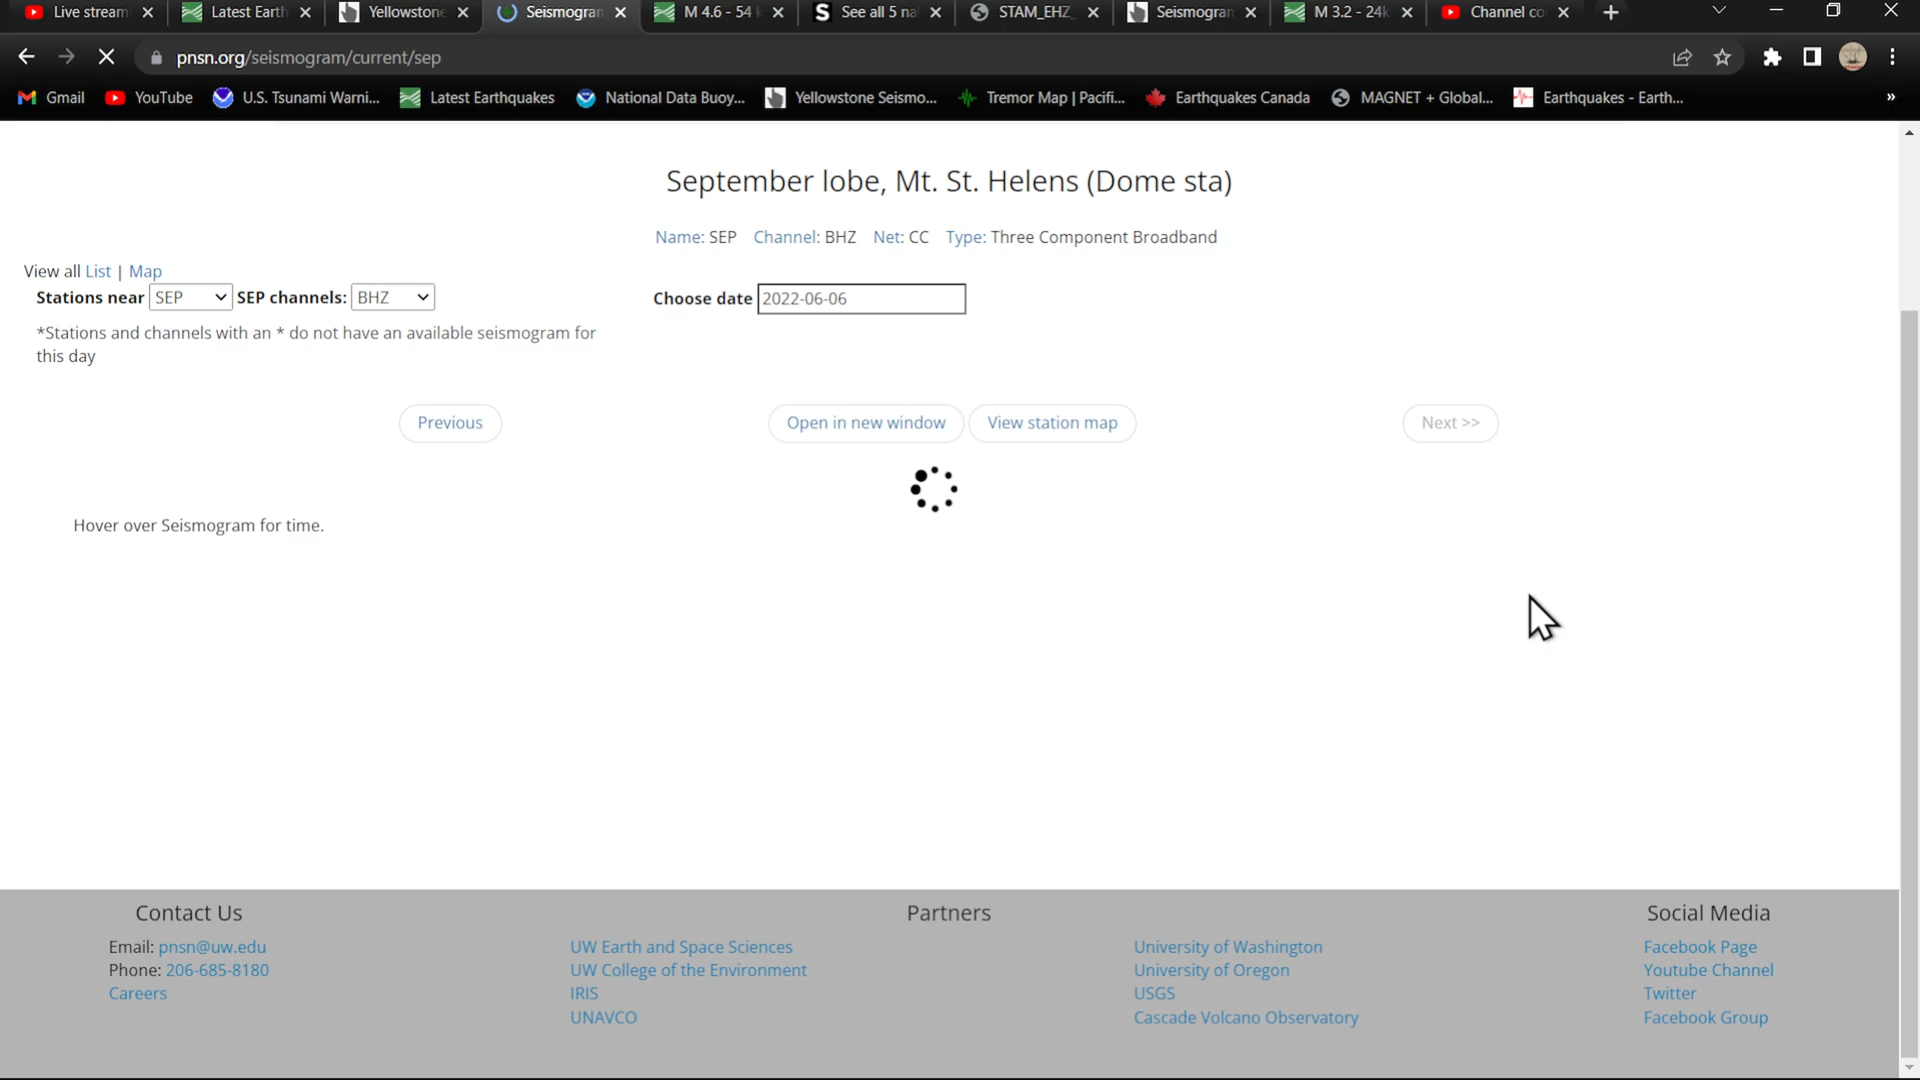 Live stream
Latest Earth
Yellowstone
Seismogran
M 4.6 - 54
See all 5 na
STAM_EHZ_
Seismogran
M 3.2 - 24k
Channel co
pnsn.org/seismogram/current/sep
Gmail
YouTube
U.S. Tsunami Warni...
Latest Earthquakes
National Data Buoy...
Yellowstone Seismo...
Tremor Map | Pacifi...
Earthquakes Canada
MAGNET + Global...
Earthquakes - Earth...
»
September lobe, Mt. St. Helens (Dome sta)
Name: SEP Channel: BHZ Net: CC Type: Three Component Broadband
View all List | Map
Stations near SEP SEP channels: BHZ
Choose date 2022-06-06
*Stations and channels with an * do not have an available seismogram for
this day
Previous
Open in new window
View station map
Next >>
Hover over Seismogram for time.
Contact Us
Email: pnsn@uw.edu
Phone: 206-685-8180
Careers
Partners
UW Earth and Space Sciences
UW College of the Environment
IRIS
UNAVCO
University of Washington
University of Oregon
USGS
Cascade Volcano Observatory
Social Media
Facebook Page
Youtube Channel
Twitter
Facebook Group